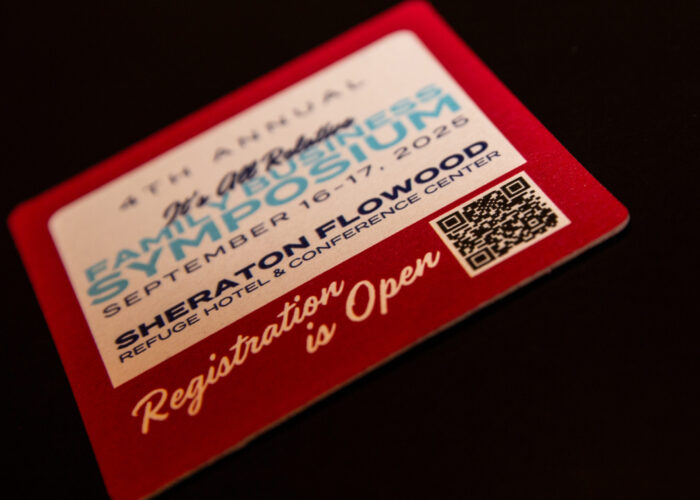 4TH ANNUAL
It's All Relative
FAMILY BUSINESS
SYMPOSIUM
SEPTEMBER 16-17, 2025
SHERATON FLOWOOD
REFUGE HOTEL & CONFERENCE CENTER
Registration
is Open